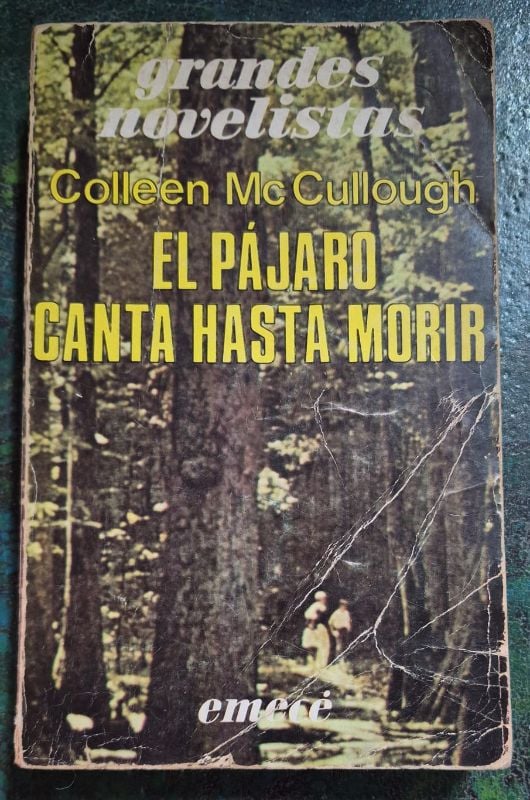 grandes
novelistas
Colleen McCullough
EL PÁJARO
CANTA HASTA MORIR
emecé